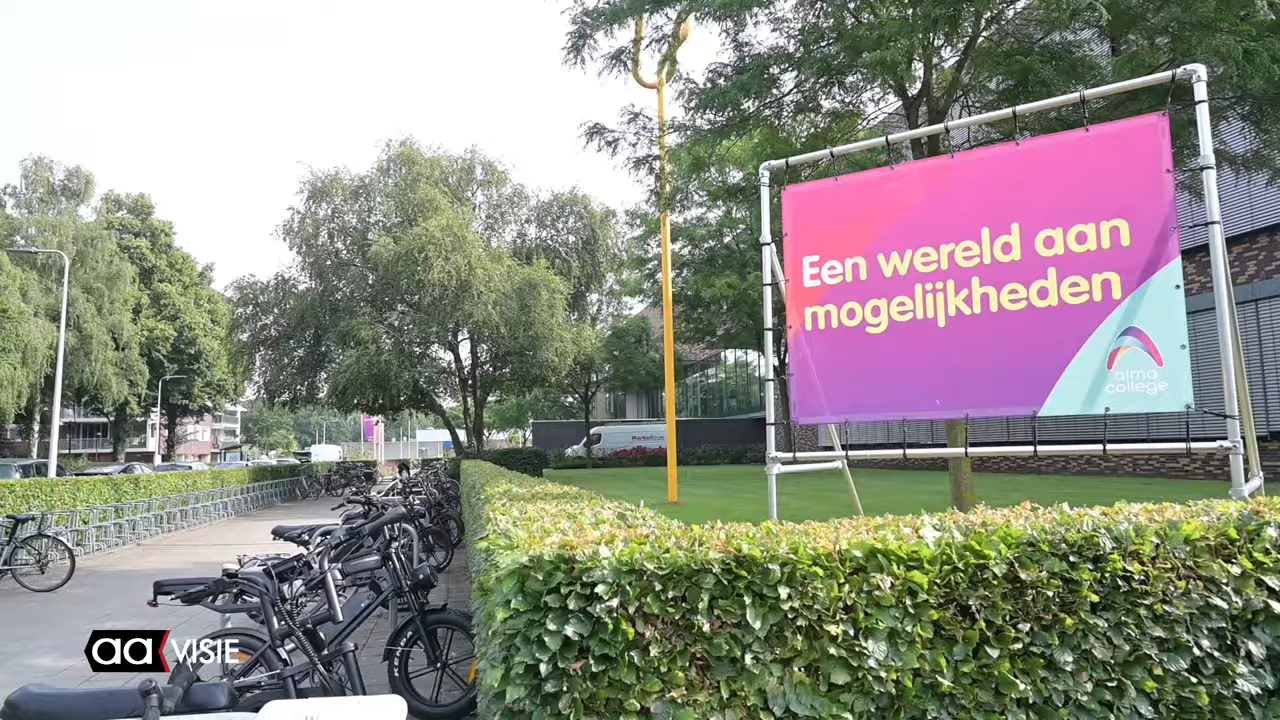 Een wereld aan
mogelijkheden
alma
college
aa VISIE